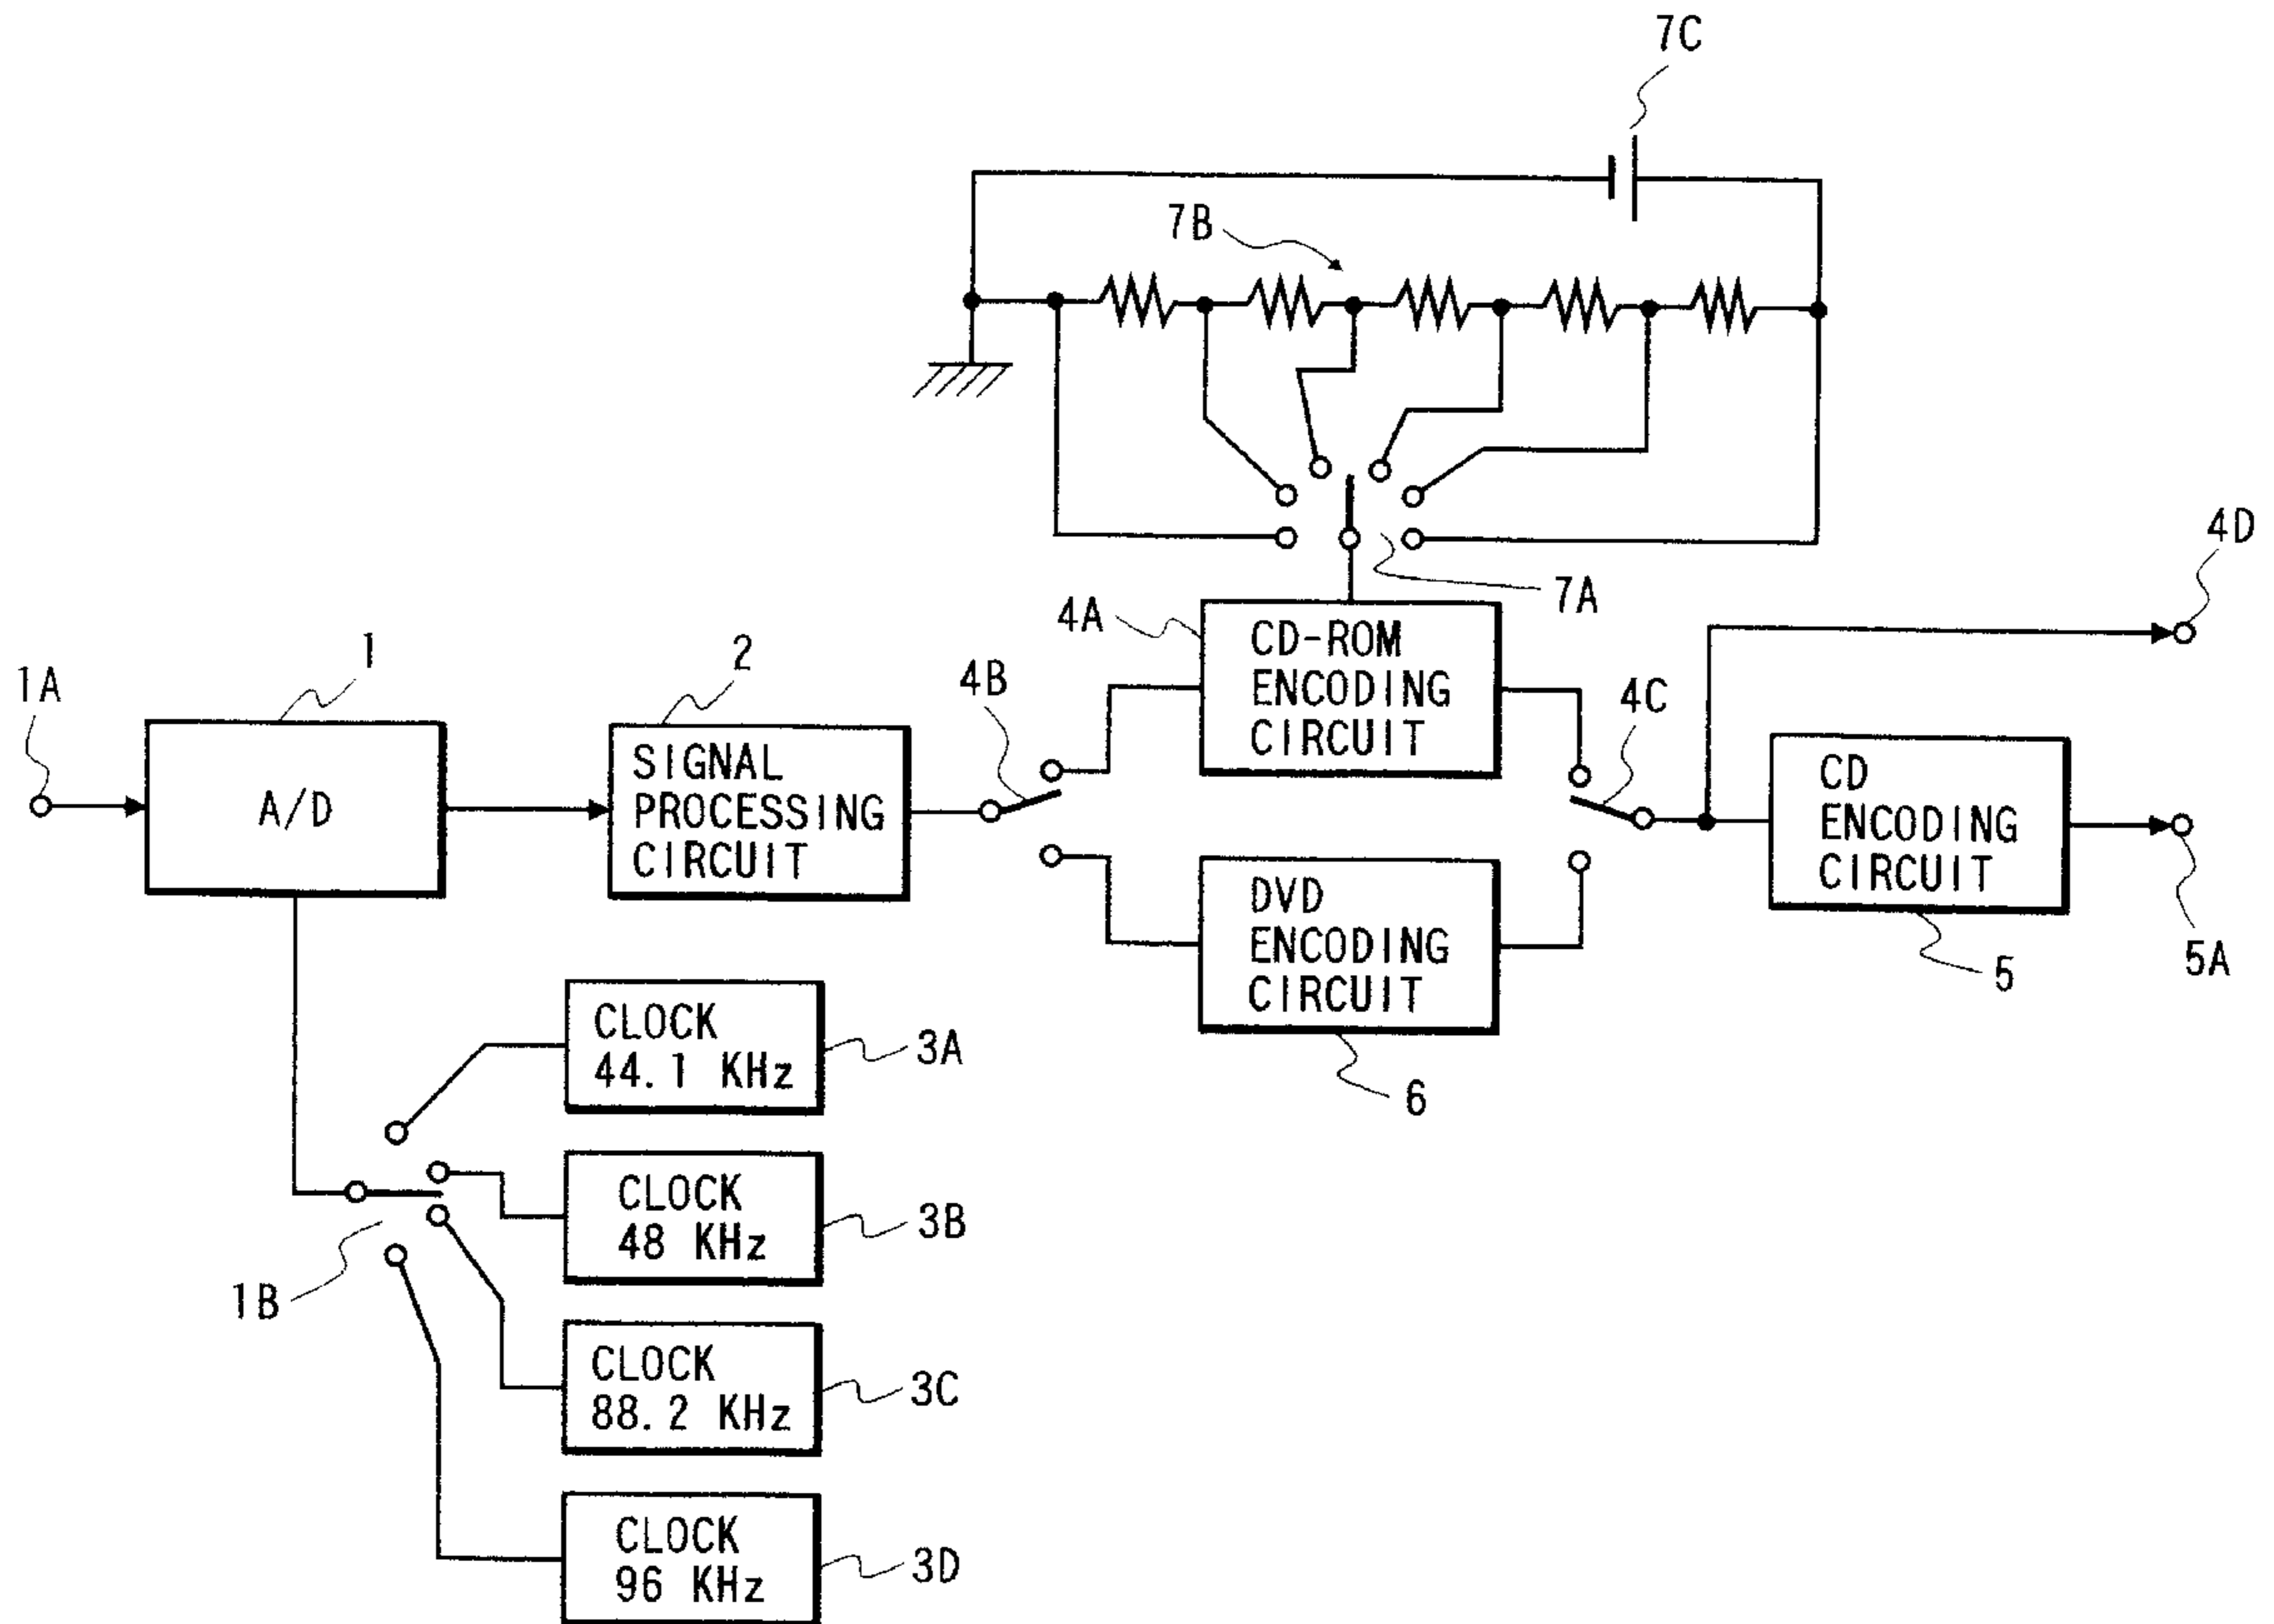 7C
7B
4D
7A
4A
CD-ROM
ENCODING
CIRCUIT
1
2
4B
4C
1A
A/D
SIGNAL
PROCESSING
CIRCUIT
CD
ENCODING
CIRCUIT
DVD
ENCODING
CIRCUIT
5
5A
6
CLOCK
44.1 KHz
3A
CLOCK
48 KHz
3B
1B
CLOCK
88.2 KHz
3C
CLOCK
96 KHz
3D